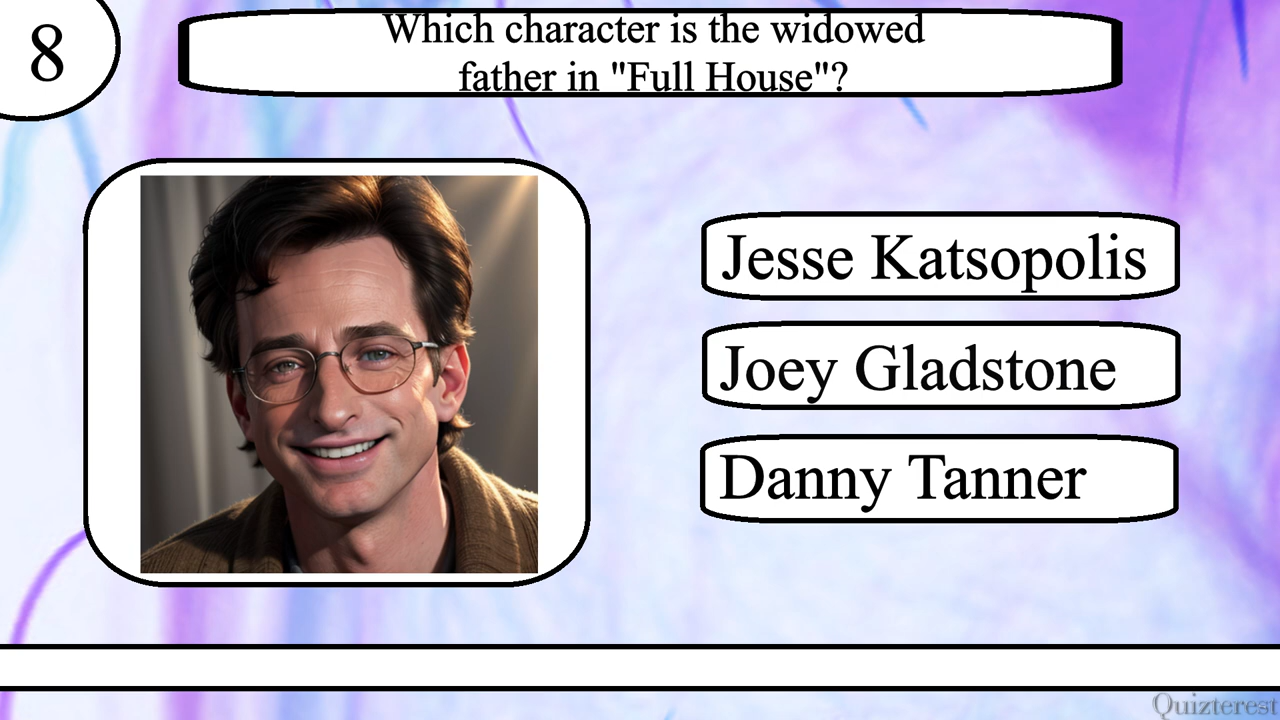 8
Which character is the widowed
father in "Full House"?
Jesse Katsopolis
Joey Gladstone
Danny Tanner
Quizterest